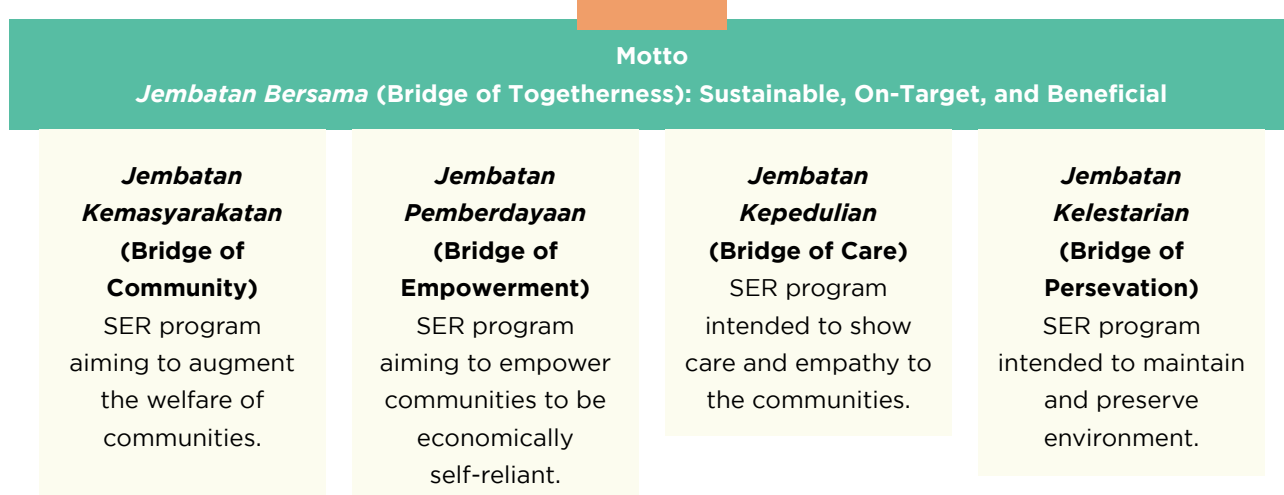 Motto
Jembatan Bersama (Bridge of Togetherness): Sustainable, On-Target, and Beneficial
Jembatan
Kemasyarakatan
(Bridge of
Community)
SER program
aiming to augment
the welfare of
communities.
Jembatan
Pemberdayaan
(Bridge of
Empowerment)
SER program
aiming to empower
communities to be
economically
self-reliant.
Jembatan
Kepedulian
(Bridge of Care)
SER program
intended to show
care and empathy to
the communities.
Jembatan
Kelestarian
(Bridge of
Persevation)
SER program
intended to maintain
and preserve
environment.